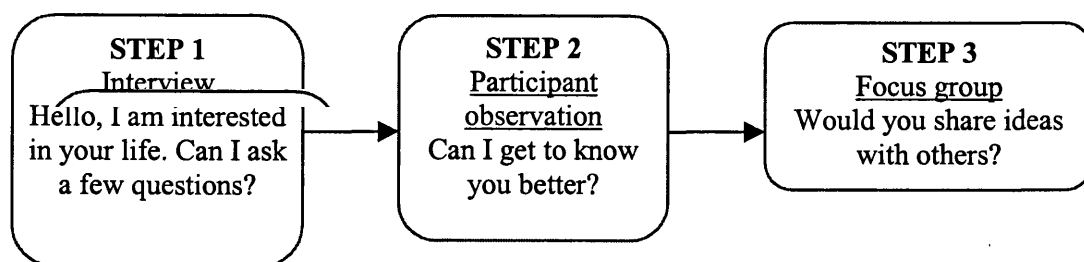 STEP 1
Interview
Hello, I am interested
in your life. Can I ask
a few questions?
STEP 2
Participant
observation
Can I get to know
you better?
STEP 3
Focus group
Would you share ideas
with others?